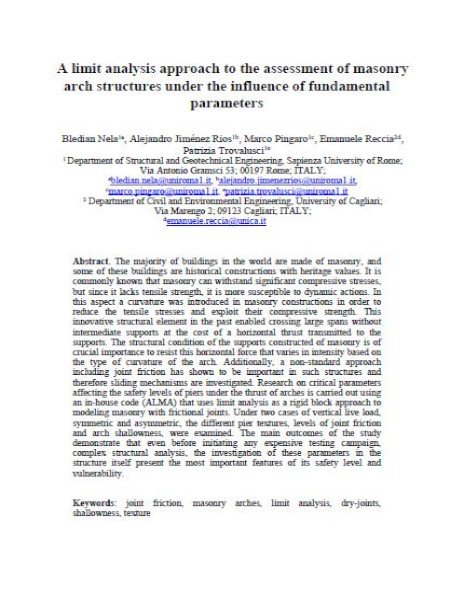 A limit analysis approach to the assessment of masonry
arch structures under the influence of fundamental
parameters
Bledian Nela¹ᵃ, Alejandro Jiménez Rios¹ᵇ, Marco Pingaro¹ᶜ, Emanuele Reccia²ᵈ,
Patrizia Trovalusci¹ᵉ
¹ Department of Structural and Geotechnical Engineering, Sapienza University of Rome;
Via Antonio Gramsci 53; 00197 Rome; ITALY;
ᵃbledian.nela@uniroma1.it, ᵇalejandro.jimenezrios@uniroma1.it,
ᶜmarco.pingaro@uniroma1.it, ᵉpatrizia.trovalusci@uniroma1.it
² Department of Civil and Environmental Engineering, University of Cagliari;
Via Marengo 2; 09123 Cagliari; ITALY;
ᵈemanuele.reccia@unica.it
Abstract. The majority of buildings in the world are made of masonry, and
some of these buildings are historical constructions with heritage values. It is
commonly known that masonry can withstand significant compressive stresses,
but since it lacks tensile strength, it is more susceptible to dynamic actions. In
this aspect a curvature was introduced in masonry constructions in order to
reduce the tensile stresses and exploit their compressive strength. This
innovative structural element in the past enabled crossing large spans without
intermediate supports at the cost of a horizontal thrust transmitted to the
supports. The structural condition of the supports constructed of masonry is of
crucial importance to resist this horizontal force that varies in intensity based on
the type of curvature of the arch. Additionally, a non-standard approach
including joint friction has shown to be important in such structures and
therefore sliding mechanisms are investigated. Research on critical parameters
affecting the safety levels of piers under the thrust of arches is carried out using
an in-house code (ALMA) that uses limit analysis as a rigid block approach to
modeling masonry with frictional joints. Under two cases of vertical live load,
symmetric and asymmetric, the different pier textures, levels of joint friction
and arch shallowness, were examined. The main outcomes of the study
demonstrate that even before initiating any expensive testing campaign,
complex structural analysis, the investigation of these parameters in the
structure itself present the most important features of its safety level and
vulnerability.
Keywords: joint friction, masonry arches, limit analysis, dry-joints,
shallowness, texture